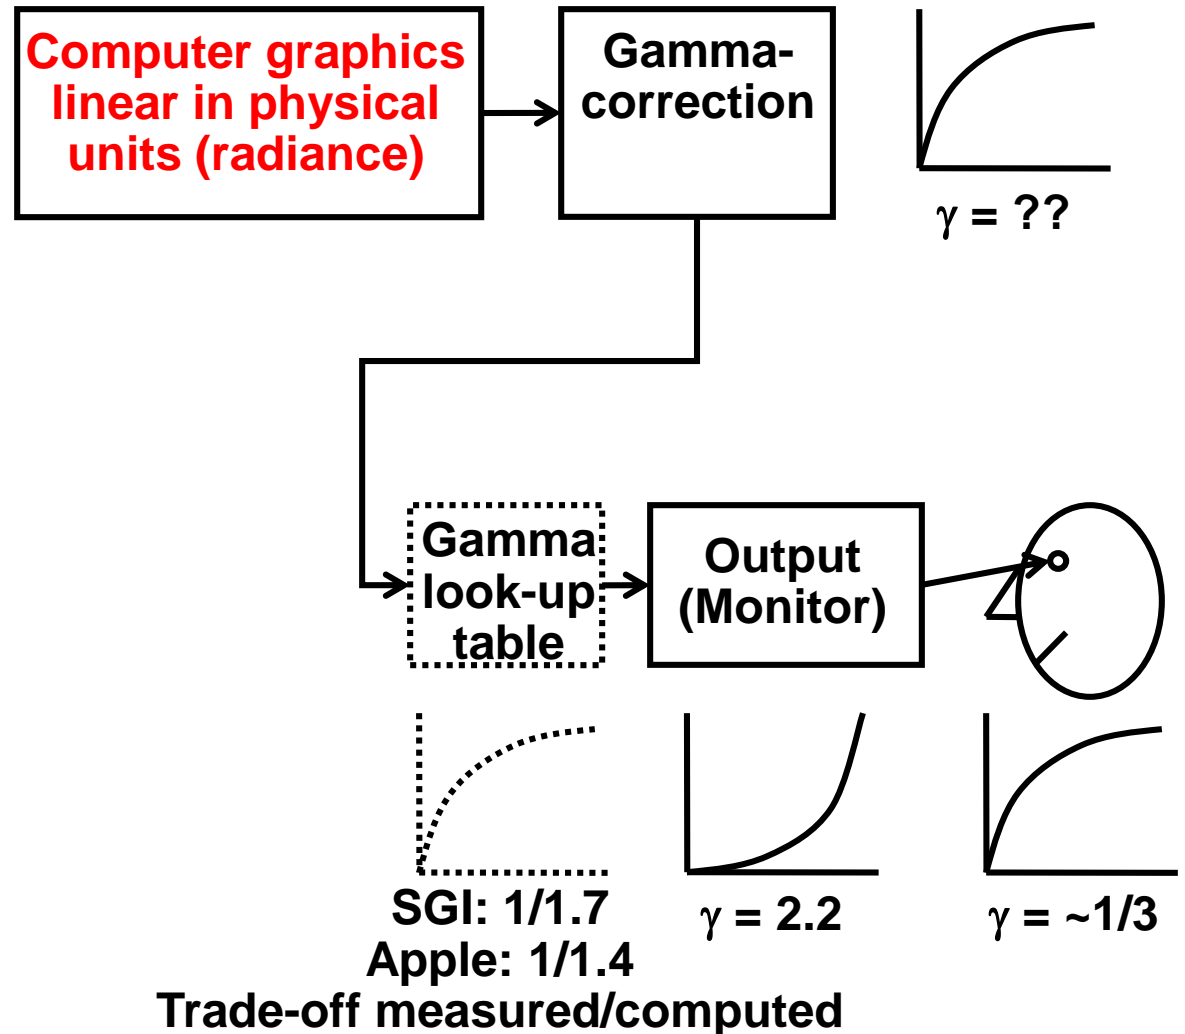 Computer graphics
linear in physical
units (radiance)
Gamma-
correction
γ = ??
Gamma
look-up
table
Output
(Monitor)
SGI: 1/1.7
Apple: 1/1.4
γ = 2.2
γ = ~1/3
Trade-off measured/computed